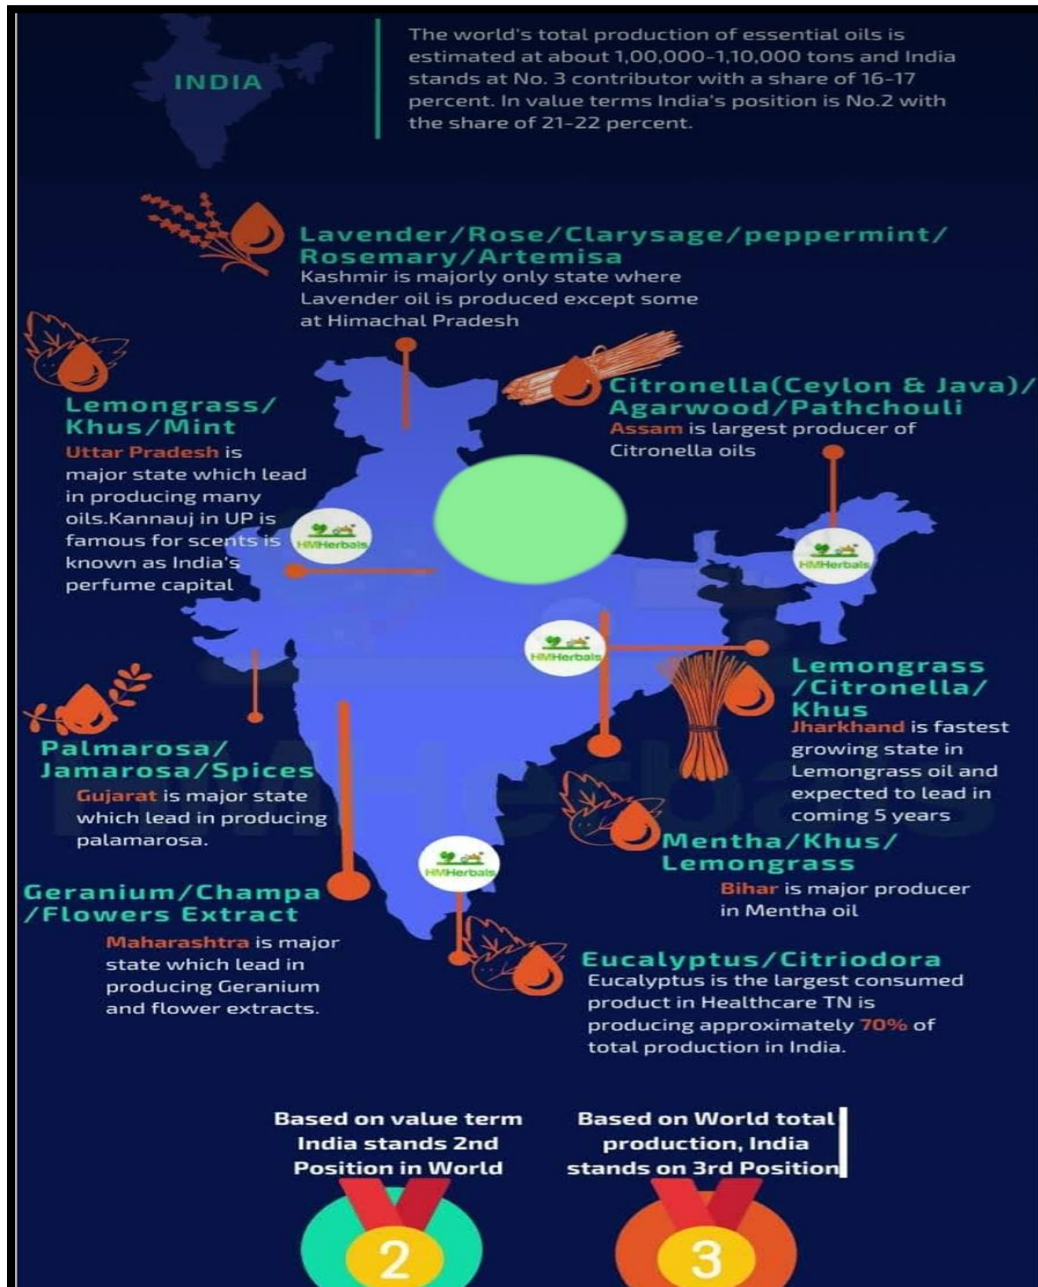 INDIA
The world's total production of essential oils is
estimated at about 1,00,000-1,10,000 tons and India
stands at No. 3 contributor with a share of 16-17
percent. In value terms India's position is No.2 with
the share of 21-22 percent.
Lavender/Rose/Clarysage/peppermint/
Rosemary/Artemisa
Kashmir is majorly only state where
Lavender oil is produced except some
at Himachal Pradesh
Lemongrass/
Khus/Mint
Uttar Pradesh is
major state which lead
in producing many
oils.Kannauj in UP is
famous for scents is
known as India's
perfume capital
HMHerbals
Citronella(Ceylon & Java)/
Agarwood/Pathchouli
Assam is largest producer of
Citronella oils
HMHerbals
HMHerbals
Lemongrass
/Citronella/
Khus
Jharkhand is fastest
growing state in
Lemongrass oil and
expected to lead in
coming 5 years
Palmarosa/
Jamarosa/Spices
Gujarat is major state
which lead in producing
palamarosa.
Mentha/Khus/
Lemongrass
Bihar is major producer
in Mentha oil
HMHerbals
Geranium/Champa
/Flowers Extract
Maharashtra is major
state which lead in
producing Geranium
and flower extracts.
Eucalyptus/Citriodora
Eucalyptus is the largest consumed
product in Healthcare TN is
producing approximately 70% of
total production in India.
Based on value term
India stands 2nd
Position in World
2
Based on World total
production, India
stands on 3rd Position
3